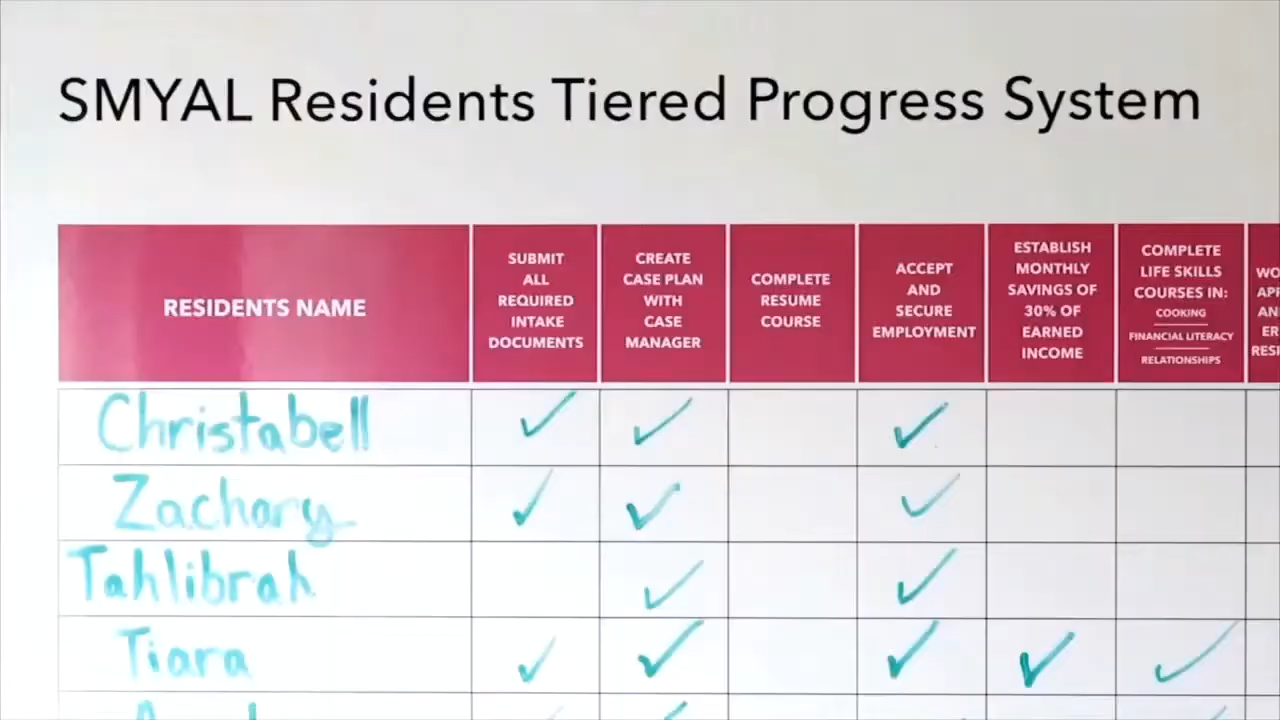 SMYAL Residents Tiered Progress System
RESIDENTS NAME
SUBMIT
ALL
REQUIRED
INTAKE
DOCUMENTS
CREATE
CASE PLAN
WITH
CASE
MANAGER
COMPLETE
RESUME
COURSE
ACCEPT
AND
SECURE
EMPLOYMENT
ESTABLISH
MONTHLY
SAVINGS OF
30% OF
EARNED
INCOME
COMPLETE
LIFE SKILLS
COURSES IN:
COOKING
FINANCIAL LITERACY
RELATIONSHIPS
Christabell
Zachary
Tahlibrah
Tiara